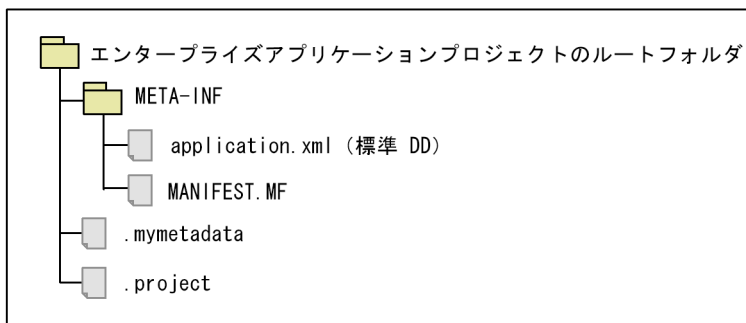 エンタープライズアプリケーションプロジェクトのルートフォルダ
META-INF
application.xml (標準 DD)
MANIFEST.MF
.mymetadata
.project